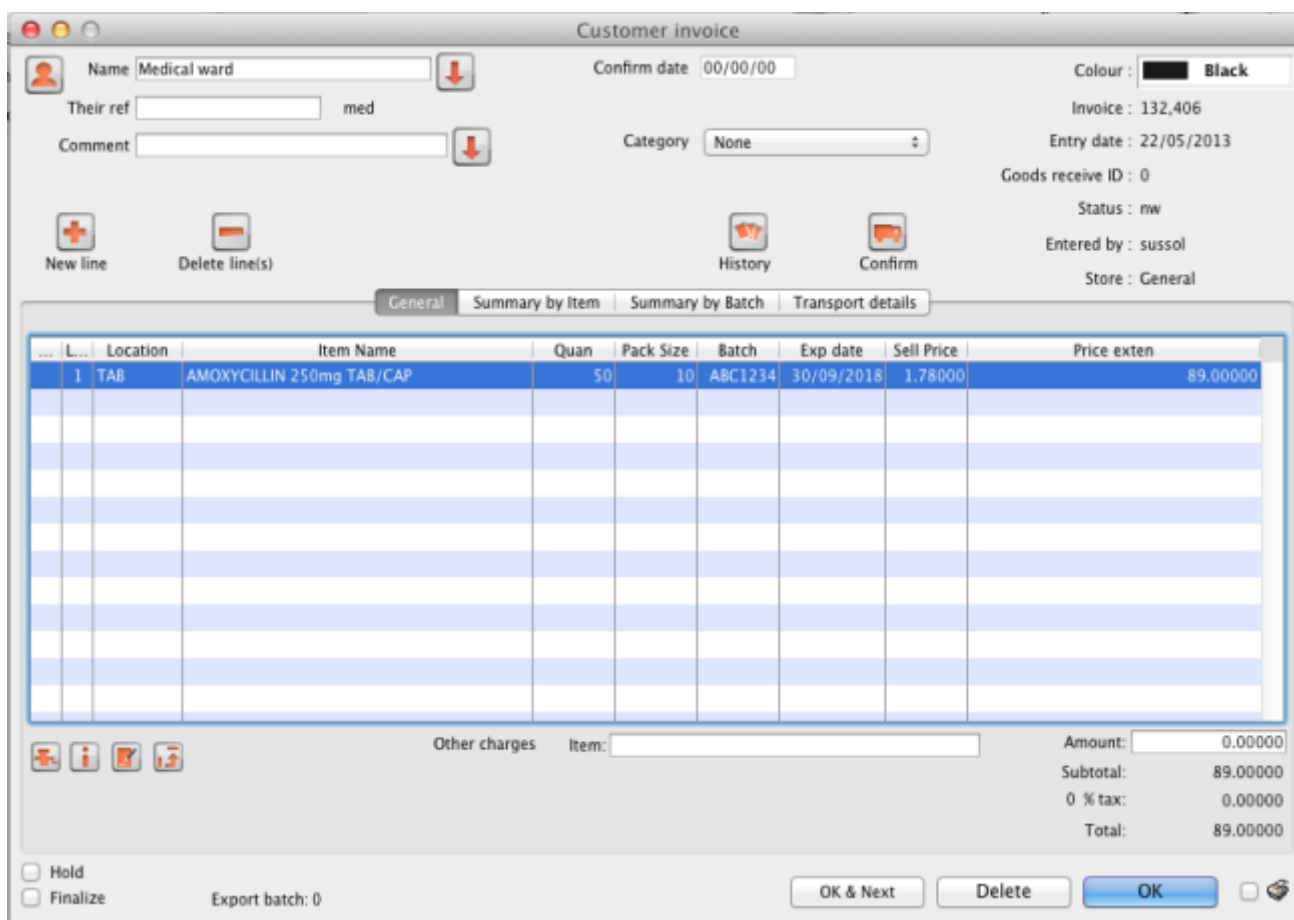 Customer invoice
Name Medical ward Confirm date 00/00/00 Colour : Black
Their ref med Invoice : 132,406
Comment Category None Entry date : 22/05/2013
Goods receive ID : 0
Status : nw
New line Delete line(s) History Confirm Entered by : sussol
Store : General
General Summary by Item Summary by Batch Transport details
... L... Location Item Name Quan Pack Size Batch Exp date Sell Price Price exten
1 TAB AMOXYCILLIN 250mg TAB/CAP 50 10 ABC1234 30/09/2018 1.78000 89.00000
Other charges Item: Amount: 0.00000
Subtotal: 89.00000
0 % tax: 0.00000
Total: 89.00000
Hold
Finalize Export batch: 0 OK & Next Delete OK